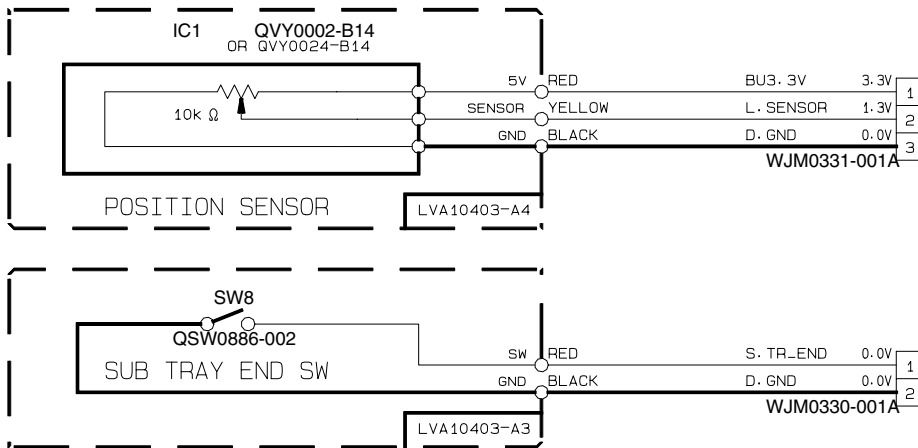 IC1 QVY0002-B14
OR QVY0024-B14
5V RED BU3.3V 3.3V 1
10k Ω SENSOR YELLOW L.SENSOR 1.3V 2
GND BLACK D.GND 0.0V 3
WJM0331-001A
POSITION SENSOR LVA10403-A4
SW8
QSW0886-002
SUB TRAY END SW SW RED S.TR_END 0.0V 1
GND BLACK D.GND 0.0V 2
WJM0330-001A
LVA10403-A3